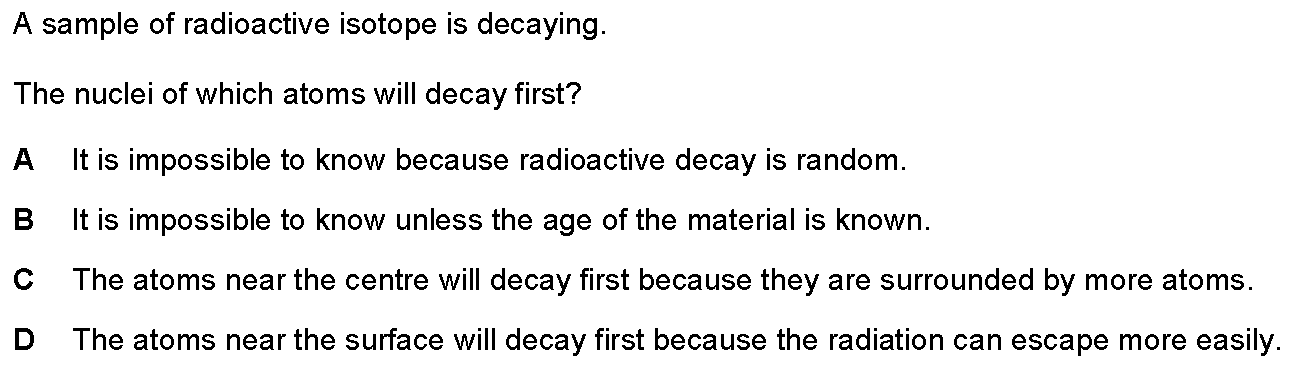 A sample of radioactive isotope is decaying.
The nuclei of which atoms will decay first?
A It is impossible to know because radioactive decay is random.
B It is impossible to know unless the age of the material is known.
C The atoms near the centre will decay first because they are surrounded by more atoms.
D The atoms near the surface will decay first because the radiation can escape more easily.